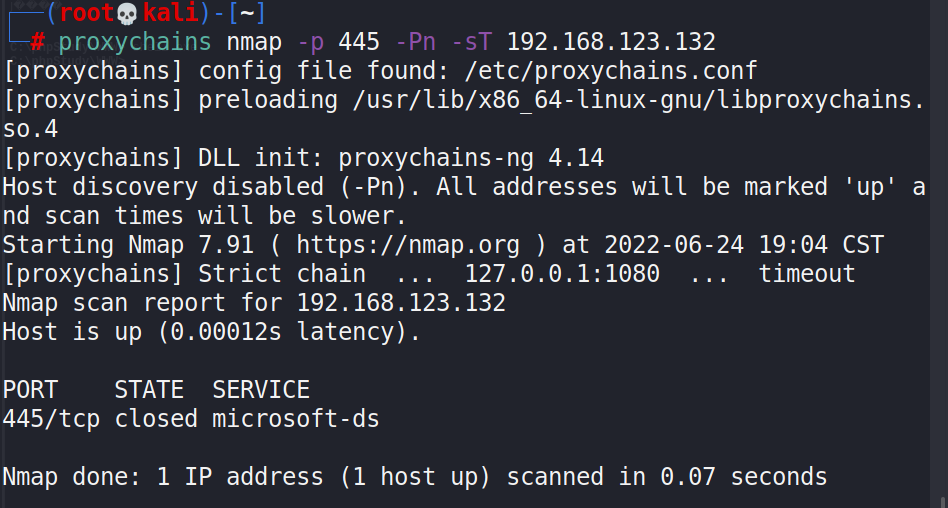 ┌──(root💀kali)-[~]
└─# proxychains nmap -p 445 -Pn -sT 192.168.123.132
[proxychains] config file found: /etc/proxychains.conf
[proxychains] preloading /usr/lib/x86_64-linux-gnu/libproxychains.
so.4
[proxychains] DLL init: proxychains-ng 4.14
Host discovery disabled (-Pn). All addresses will be marked 'up' a
nd scan times will be slower.
Starting Nmap 7.91 ( https://nmap.org ) at 2022-06-24 19:04 CST
[proxychains] Strict chain  ...  127.0.0.1:1080  ...  timeout
Nmap scan report for 192.168.123.132
Host is up (0.00012s latency).
PORT    STATE  SERVICE
445/tcp closed microsoft-ds
Nmap done: 1 IP address (1 host up) scanned in 0.07 seconds